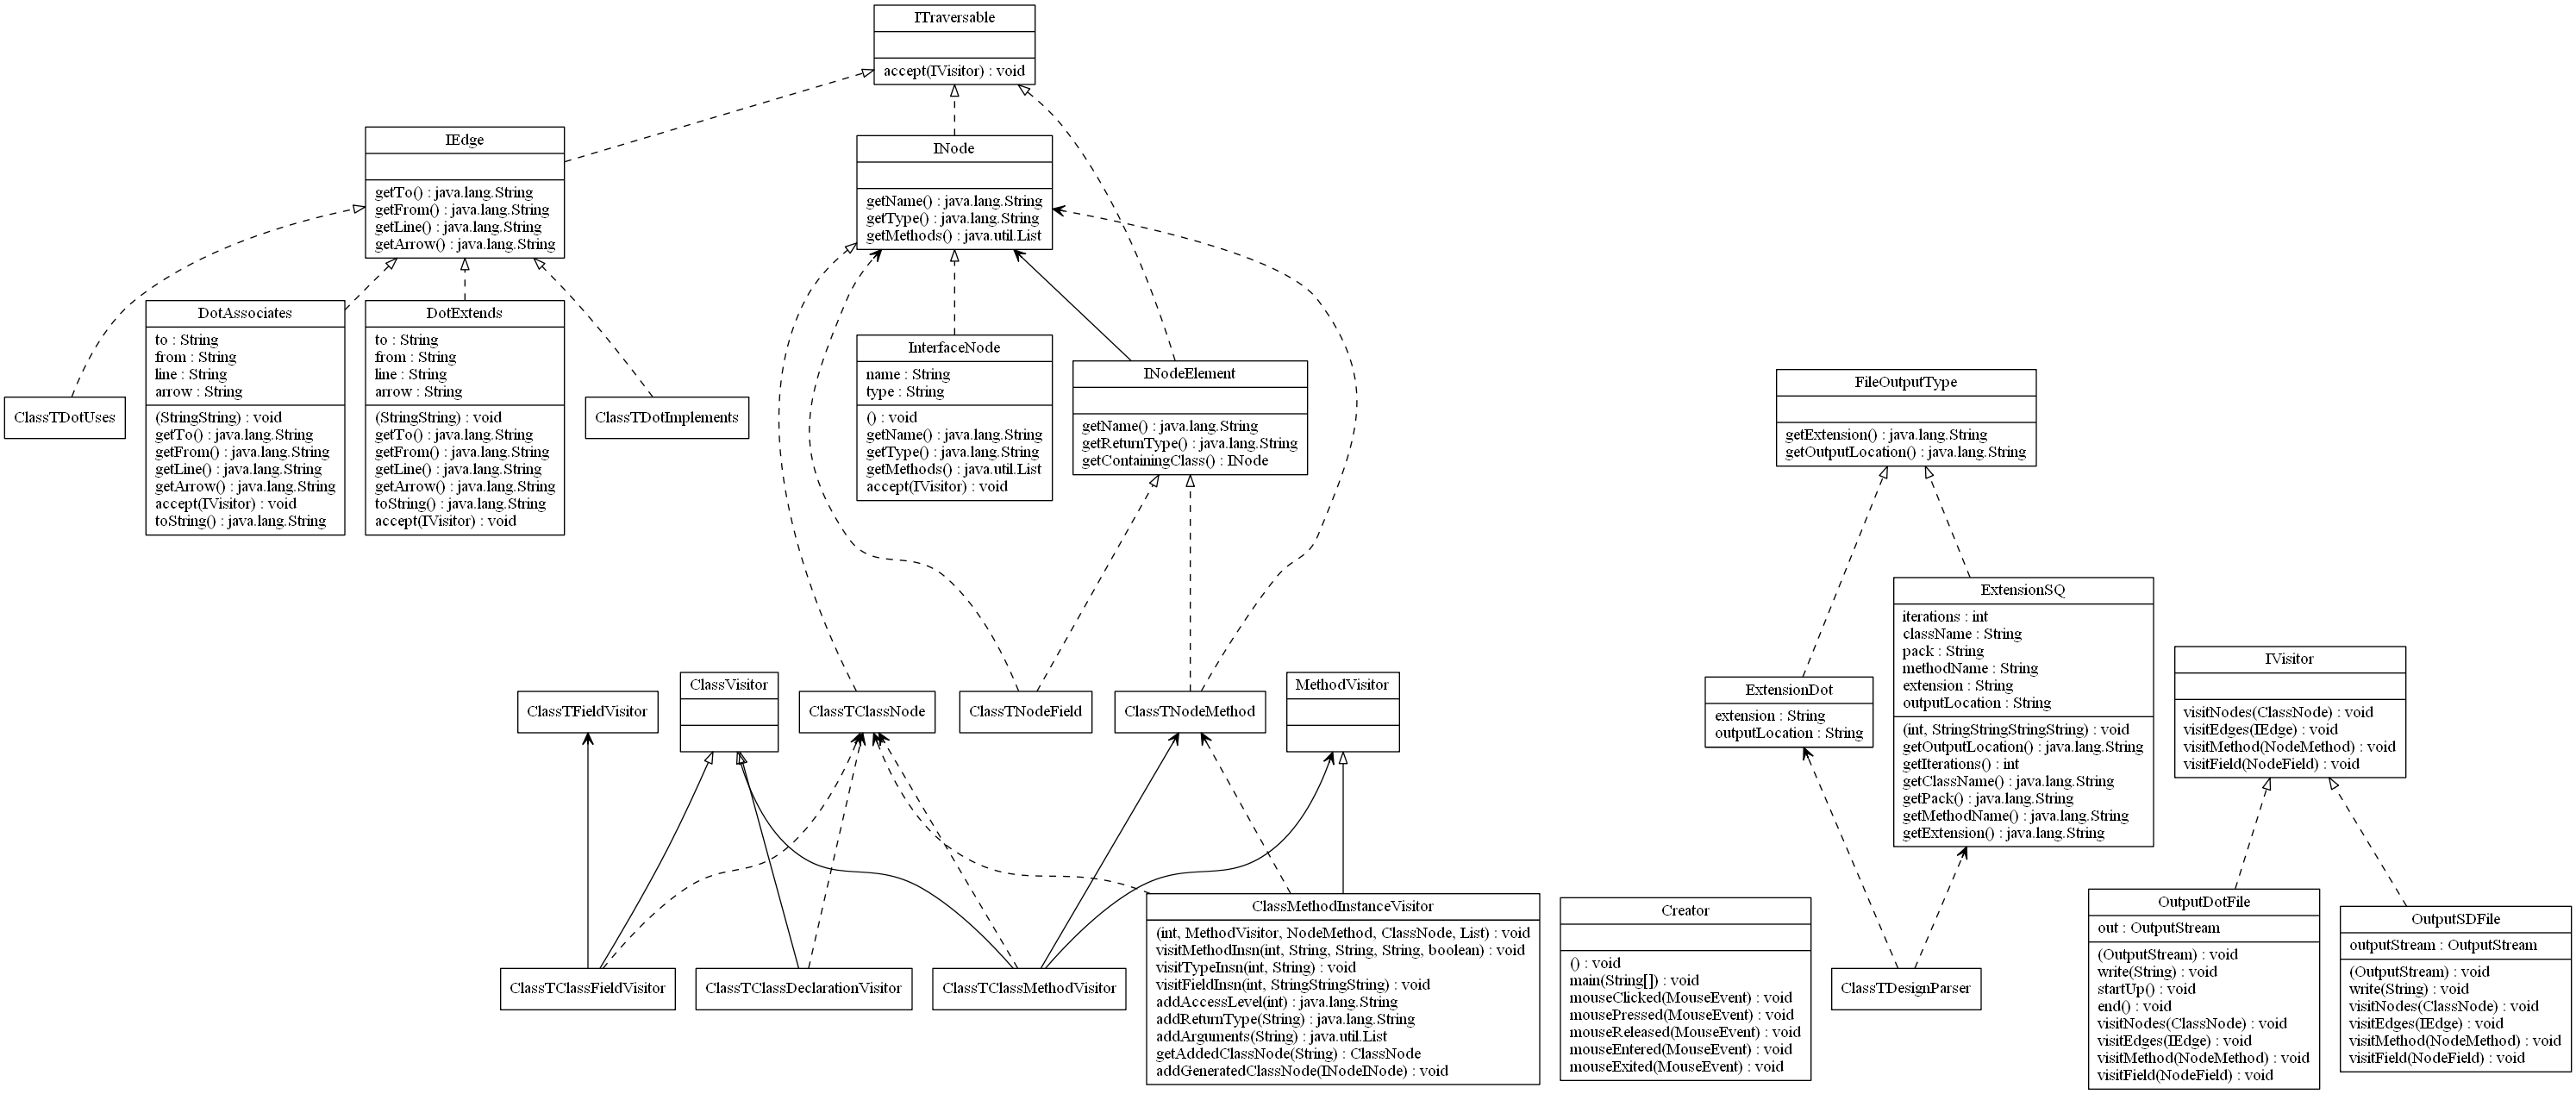 ITraversable
accept(IVisitor) : void
IEdge
getTo() : java.lang.String
getFrom() : java.lang.String
getLine() : java.lang.String
getArrow() : java.lang.String
INode
getName() : java.lang.String
getType() : java.lang.String
getMethods() : java.util.List
ClassTDotUses
DotAssociates
to : String
from : String
line : String
arrow : String
(StringString) : void
getTo() : java.lang.String
getFrom() : java.lang.String
getLine() : java.lang.String
getArrow() : java.lang.String
accept(IVisitor) : void
toString() : java.lang.String
DotExtends
to : String
from : String
line : String
arrow : String
(StringString) : void
getTo() : java.lang.String
getFrom() : java.lang.String
getLine() : java.lang.String
getArrow() : java.lang.String
toString() : java.lang.String
accept(IVisitor) : void
ClassTDotImplements
InterfaceNode
name : String
type : String
() : void
getName() : java.lang.String
getType() : java.lang.String
getMethods() : java.util.List
accept(IVisitor) : void
INodeElement
getName() : java.lang.String
getReturnType() : java.lang.String
getContainingClass() : INode
FileOutputType
getExtension() : java.lang.String
getOutputLocation() : java.lang.String
ClassTFieldVisitor
ClassVisitor
ClassTClassNode
ClassTNodeField
ClassTNodeMethod
MethodVisitor
ExtensionDot
extension : String
outputLocation : String
ExtensionSQ
iterations : int
className : String
pack : String
methodName : String
extension : String
outputLocation : String
(int, StringStringStringString) : void
getOutputLocation() : java.lang.String
getIterations() : int
getClassName() : java.lang.String
getPack() : java.lang.String
getMethodName() : java.lang.String
getExtension() : java.lang.String
IVisitor
visitNodes(ClassNode) : void
visitEdges(IEdge) : void
visitMethod(NodeMethod) : void
visitField(NodeField) : void
ClassTClassFieldVisitor
ClassTClassDeclarationVisitor
ClassTClassMethodVisitor
ClassMethodInstanceVisitor
(int, MethodVisitor, NodeMethod, ClassNode, List) : void
visitMethodInsn(int, String, String, String, boolean) : void
visitTypeInsn(int, String) : void
visitFieldInsn(int, StringStringString) : void
addAccessLevel(int) : java.lang.String
addReturnType(String) : java.lang.String
addArguments(String) : java.util.List
getAddedClassNode(String) : ClassNode
addGeneratedClassNode(INodeINode) : void
Creator
() : void
main(String[]) : void
mouseClicked(MouseEvent) : void
mousePressed(MouseEvent) : void
mouseReleased(MouseEvent) : void
mouseEntered(MouseEvent) : void
mouseExited(MouseEvent) : void
ClassTDesignParser
OutputDotFile
out : OutputStream
(OutputStream) : void
write(String) : void
startUp() : void
end() : void
visitNodes(ClassNode) : void
visitEdges(IEdge) : void
visitMethod(NodeMethod) : void
visitField(NodeField) : void
OutputSDFile
outputStream : OutputStream
(OutputStream) : void
write(String) : void
visitNodes(ClassNode) : void
visitEdges(IEdge) : void
visitMethod(NodeMethod) : void
visitField(NodeField) : void